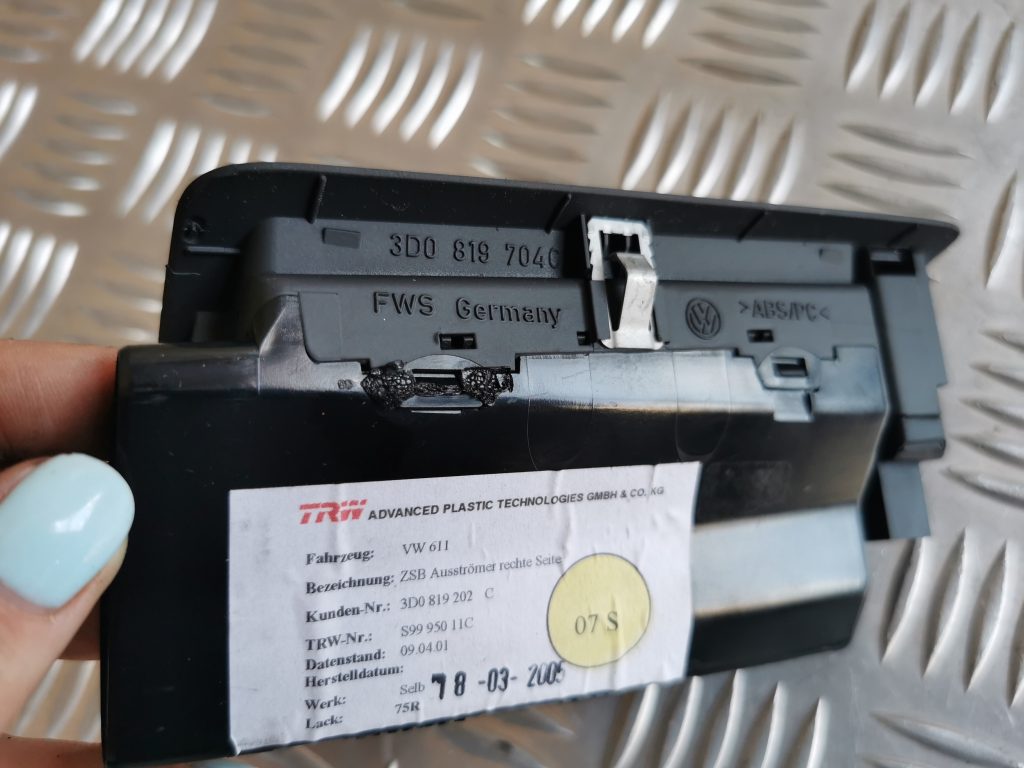 3D0 819 704C
FWS Germany
VW
>ABS/PC<
TRW ADVANCED PLASTIC TECHNOLOGIES GMBH & CO. KG
Fahrzeug: VW 611
Bezeichnung: ZSB Ausströmer rechte Seite
Kunden-Nr.: 3D0 819 202 C
TRW-Nr.: S99 950 11C
Datenstand: 09.04.01
Herstelldatum: 18 -03- 2005
Werk: Selb
Lack: 75R
07 S